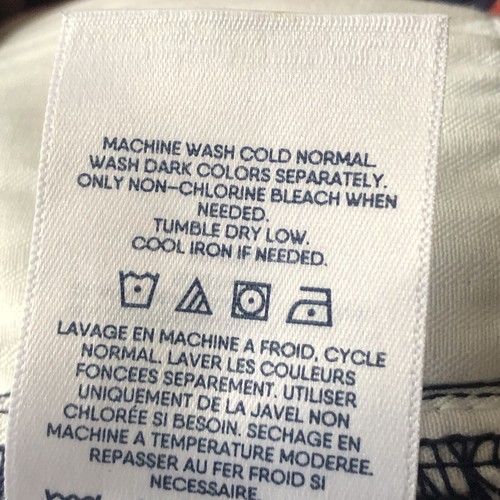 MACHINE WASH COLD NORMAL.
WASH DARK COLORS SEPARATELY.
ONLY NON-CHLORINE BLEACH WHEN
NEEDED.
TUMBLE DRY LOW.
COOL IRON IF NEEDED.
LAVAGE EN MACHINE A FROID, CYCLE
NORMAL. LAVER LES COULEURS
FONCEES SEPAREMENT. UTILISER
UNIQUEMENT DE LA JAVEL NON
CHLORÉE SI BESOIN. SECHAGE EN
MACHINE A TEMPERATURE MODEREE.
REPASSER AU FER FROID SI
NECESSAIRE.